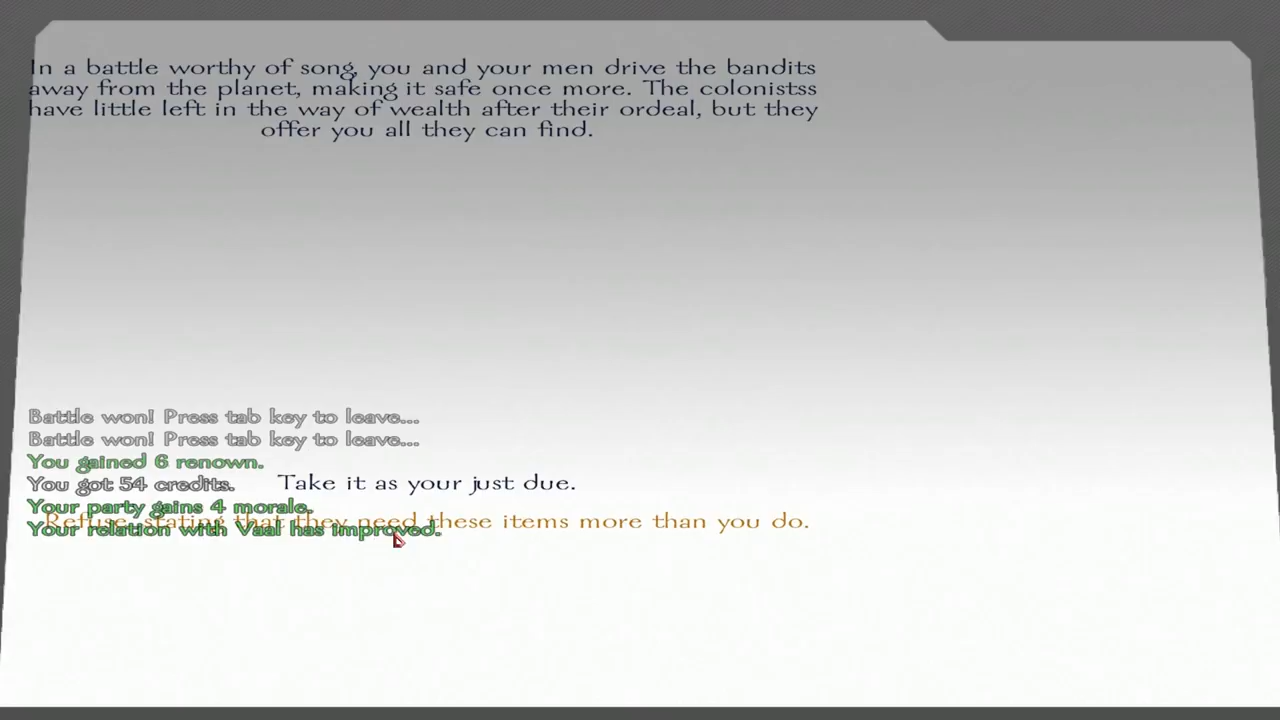 In a battle worthy of song, you and your men drive the bandits
away from the planet, making it safe once more. The colonistss
have little left in the way of wealth after their ordeal, but they
offer you all they can find.
Battle won! Press tab key to leave...
Battle won! Press tab key to leave...
You gained 6 renown.
You got 54 credits.
Take it as your just due.
Your party gains 4 morale.
Refuse, stating that they need these items more than you do.
Your relation with Vaal has improved.